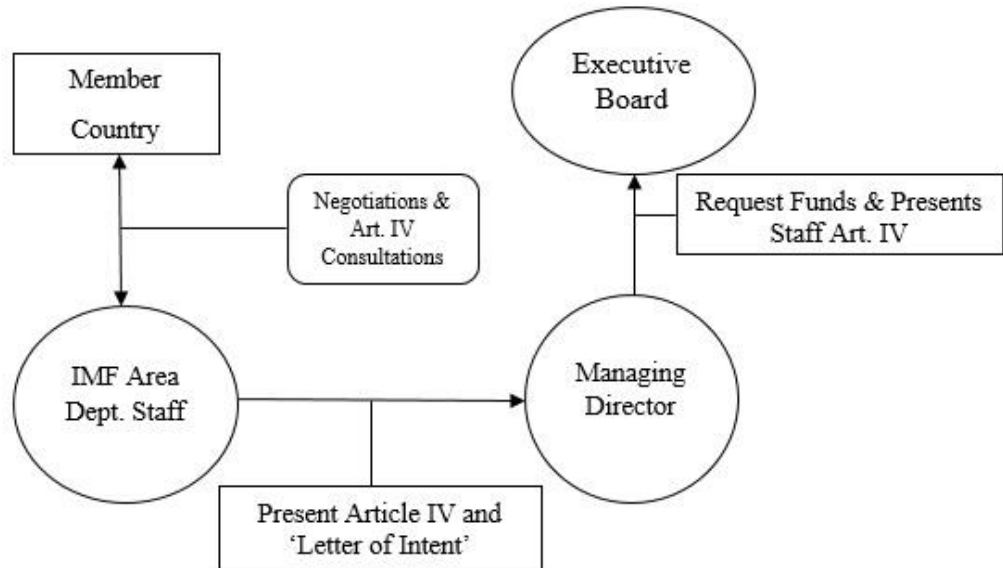 Member
Country
Executive
Board
Negotiations &
Art. IV
Consultations
Request Funds & Presents
Staff Art. IV
IMF Area
Dept. Staff
Managing
Director
Present Article IV and
‘Letter of Intent’